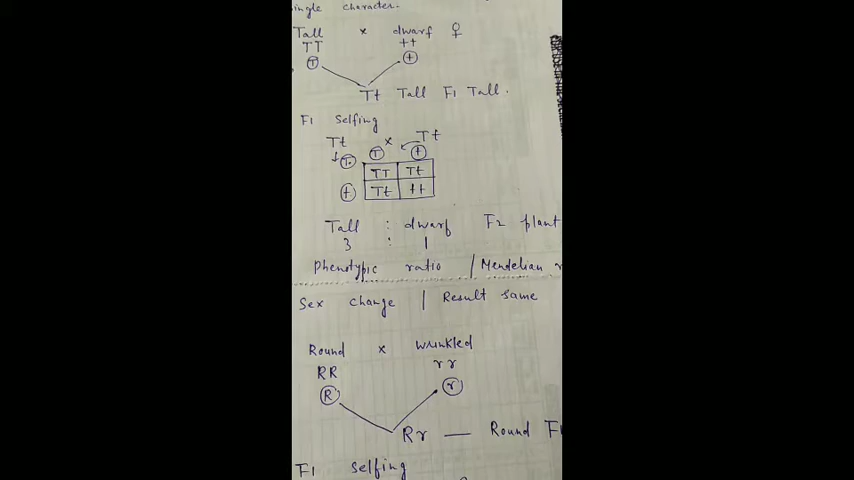 single character.
Tall × dwarf ♀
TT tt
T t
Tt Tall F1 Tall.
F1 Selfing
Tt × Tt
T T t
TT Tt
t Tt tt
Tall : dwarf F2 plant
3 : 1
Phenotypic ratio / Mendelian
Sex change | Result same
Round × wrinkled
RR rr
R r
Rr — Round F1
F1 Selfing